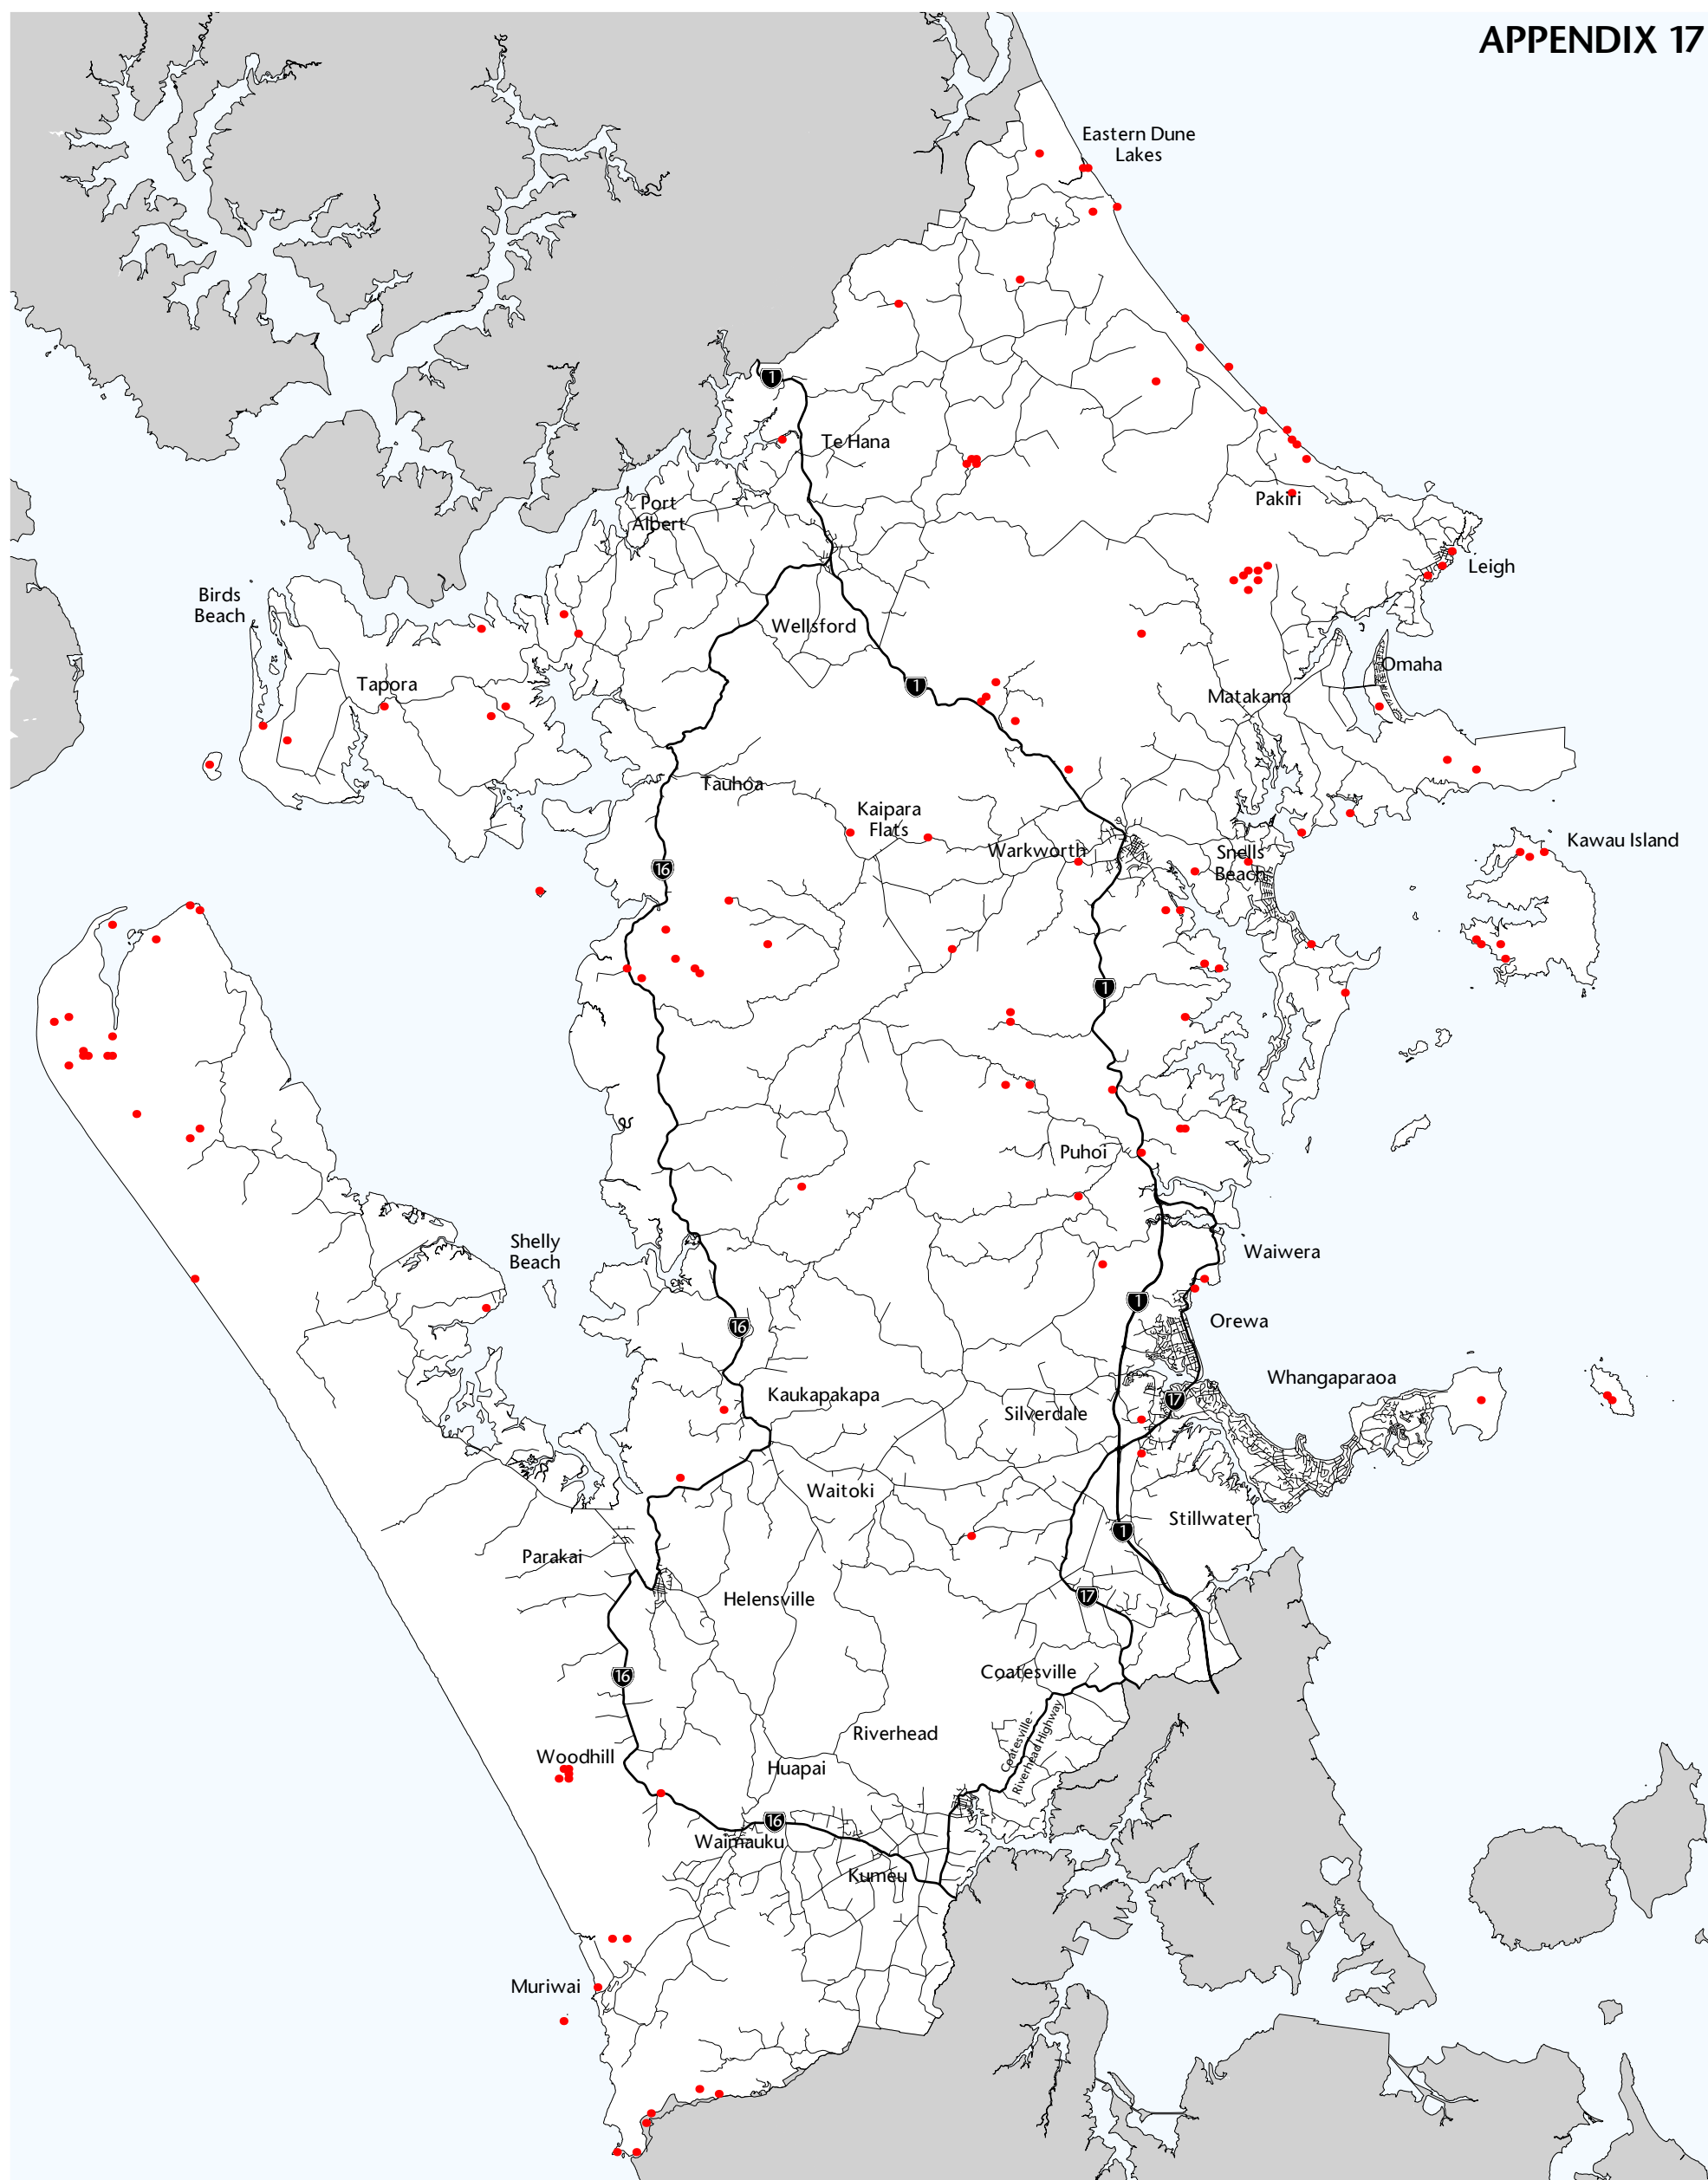 APPENDIX 17
Eastern Dune
Lakes
1
Te Hana
Port
Albert
Pakiri
Leigh
Birds
Beach
Wellsford
Omaha
Tapora
1
Matakana
Tauhoa
Kaipara
Flats
Kawau Island
Warkworth
Snells
Beach
16
1
Puhoi
Shelly
Beach
Waiwera
1
Orewa
16
Whangaparaoa
Kaukapakapa
17
Silverdale
Waitoki
Stillwater
1
Parakai
Helensville
17
16
Coatesville
Riverhead
Coatesville -
Riverhead Highway
Woodhill
Huapai
16
Waimauku
Kumeu
Muriwai